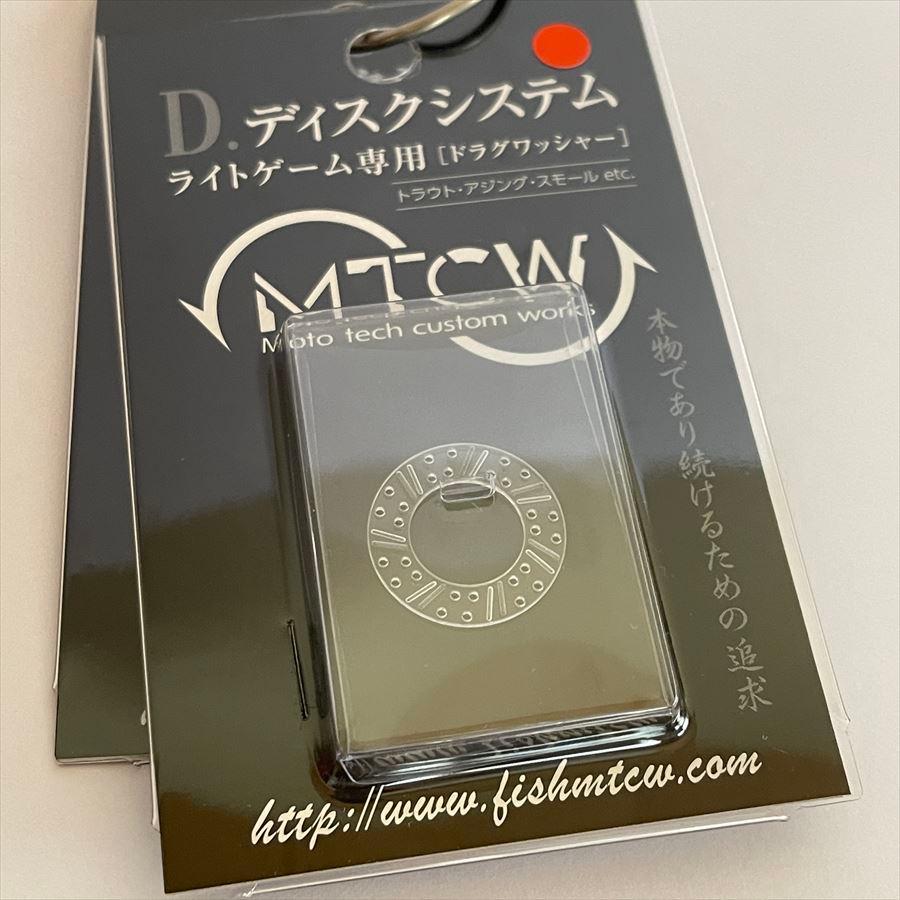 D.ディスクシステム
ライトゲーム専用［ドラグワッシャー］
トラウト・アジング・スモール etc.
MTCW
Moto tech custom works
本物であり続けるための追求
http://www.fishmtcw.com